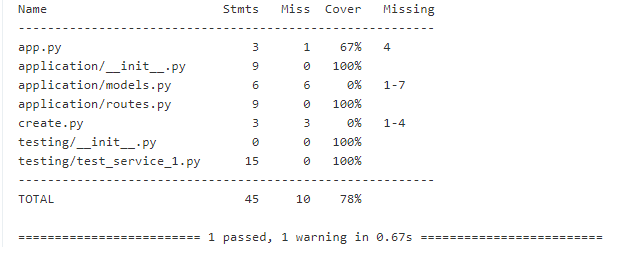 Name                            Stmts   Miss  Cover   Missing
---------------------------------------------------------
app.py                              3      1    67%   4
application/__init__.py             9      0   100%
application/models.py               6      6     0%   1-7
application/routes.py               9      0   100%
create.py                           3      3     0%   1-4
testing/__init__.py                 0      0   100%
testing/test_service_1.py          15      0   100%
---------------------------------------------------------
TOTAL                              45     10    78%
========================= 1 passed, 1 warning in 0.67s =========================